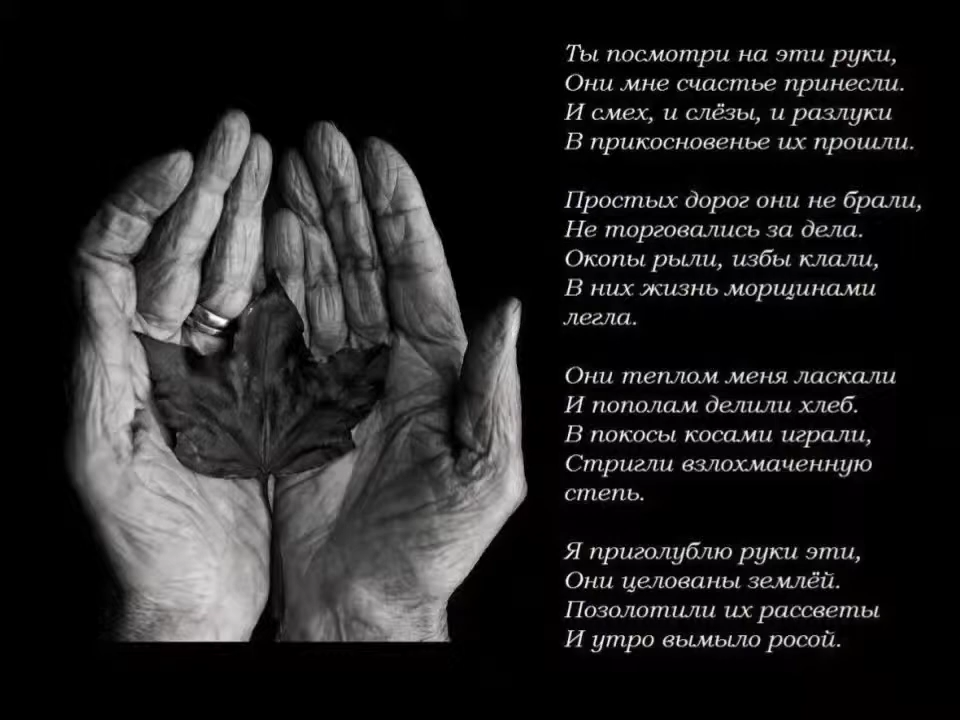 Ты посмотри на эти руки,
Они мне счастье принесли.
И смех, и слёзы, и разлуки
В прикосновенье их прошли.
Простых дорог они не брали,
Не торговались за дела.
Окопы рыли, избы клали,
В них жизнь морщинами
легла.
Они теплом меня ласкали
И пополам делили хлеб.
В покосы косами играли,
Стригли взлохмаченную
степь.
Я приголублю руки эти,
Они целованы землёй.
Позолотили их рассветы
И утро вымыло росой.